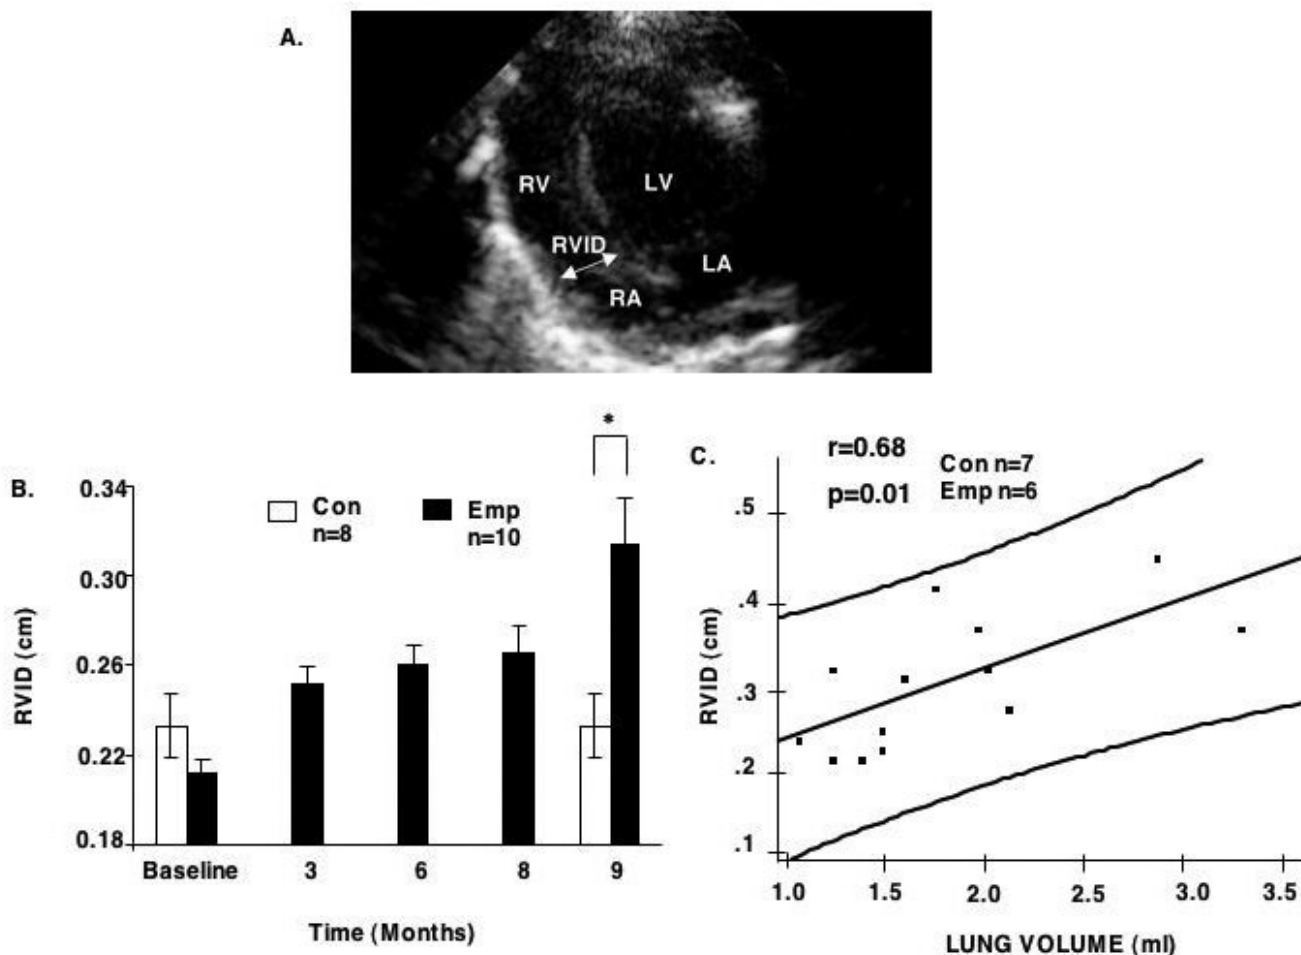 A.
RV
LV
RVID
LA
RA
B.
*
Con
n=8
Emp
n=10
RVID (cm)
0.34
0.30
0.26
0.22
0.18
Baseline 3 6 8 9
Time (Months)
C.
r=0.68
p=0.01
Con n=7
Emp n=6
RVID (cm)
.5
.4
.3
.2
.1
1.0 1.5 2.0 2.5 3.0 3.5
LUNG VOLUME (ml)